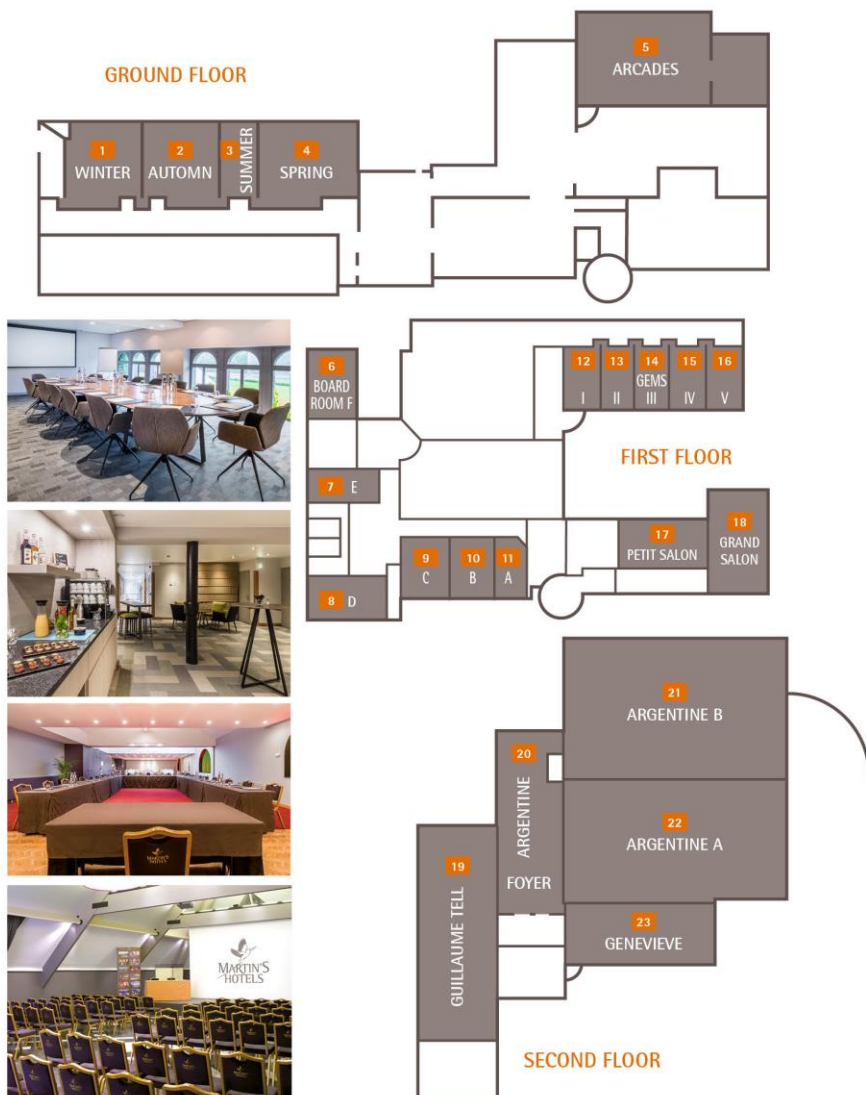 GROUND FLOOR
1
WINTER
2
AUTOMN
3
SUMMER
4
SPRING
5
ARCADES
6
BOARD
ROOM F
7 E
8 D
9
C
10
B
11
A
12
I
13
II
14
GEMS
III
15
IV
16
V
FIRST FLOOR
17
PETIT SALON
18
GRAND
SALON
19
GUILLAUME TELL
20
ARGENTINE
FOYER
21
ARGENTINE B
22
ARGENTINE A
23
GENEVIEVE
SECOND FLOOR
MARTIN'S
HOTELS
MARTIN'S
HOTELS